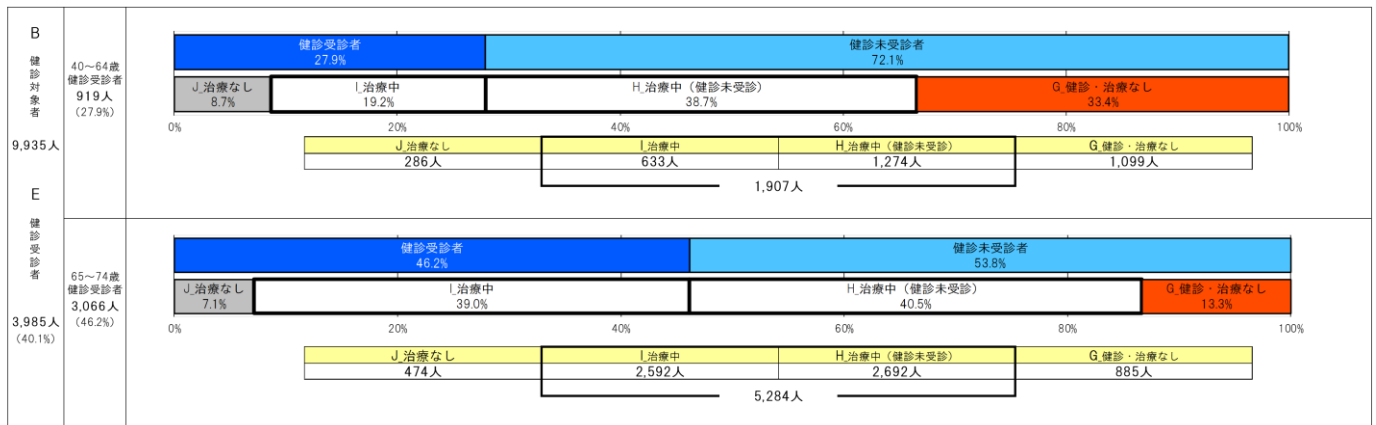 B
健
診
対
象
者
9,935人
E
健
診
受
診
者
3,985人
(40.1%)
40～64歳
健診受診者
919人
(27.9%)
健診受診者
27.9%
健診未受診者
72.1%
J_治療なし
8.7%
I_治療中
19.2%
H_治療中（健診未受診）
38.7%
G_健診・治療なし
33.4%
0% 20% 40% 60% 80% 100%
J_治療なし I_治療中 H_治療中（健診未受診） G_健診・治療なし
286人 633人 1,274人 1,099人
1,907人
65～74歳
健診受診者
3,066人
(46.2%)
健診受診者
46.2%
健診未受診者
53.8%
J_治療なし
7.1%
I_治療中
39.0%
H_治療中（健診未受診）
40.5%
G_健診・治療なし
13.3%
0% 20% 40% 60% 80% 100%
J_治療なし I_治療中 H_治療中（健診未受診） G_健診・治療なし
474人 2,592人 2,692人 885人
5,284人